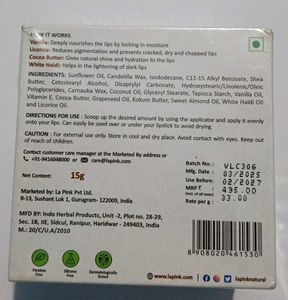 HOW IT WORKS
Vanilla: Deeply nourishes the lips by locking in moisture
Licorice: Reduces pigmentation and prevents cracked, dry and chapped lips
Cocoa Butter: Gives natural shine and hydration to the lips
White Haldi: Helps in the lightening of dark lips
INGREDIENTS: Sunflower Oil, Candelilla Wax, Isododecane, C12-15 Alkyl Benzoate, Shea
Butter, Cetostearyl Alcohol, Dicaprylyl Carbonate, Hydroxystearic/Linolenic/Oleic
Polyglycerides, Carnauba Wax, Coconut Oil, Glyceryl Stearate, Tapioca Starch, Vanilla Oil,
Vitamin E, Cocoa Butter, Grapeseed Oil, Kokum Butter, Sweet Almond Oil, White Haldi Oil
and Licorice Oil.
DIRECTIONS FOR USE: Scoop up the desired amount by using the applicator and apply it evenly
onto your lips. Can easily be used over or under your lipstick to avoid drying.
CAUTION: For external use only. Store in cool and dry place. Avoid contact with eyes. Keep out of
reach of children.
Contact customer care manager at the Marketed By address or
at +91-9416048000 or care@lapink.com
Net Content: 15g
Batch No. VLC306
Mfg. Date 03/2025
Use Before 02/2027
MRP ₹ 495.00
(Incl. of all taxes)
Rate per g : 33.00
Marketed by: La Pink Pvt Ltd.
B-13, Sushant Lok 1, Gurugram- 122009, India
Mfd. By: Indo Herbal Products, Unit -2, Plot no. 28-29,
Sec. 1B, IIE, Sidcul, Ranipur, Haridwar - 249403, India
M.: 20/C/U.A/2010
8 908020 461530
Paraben
Free
Silicone
Free
Dermatologically
Tested
www.lapink.com
lapinknatural